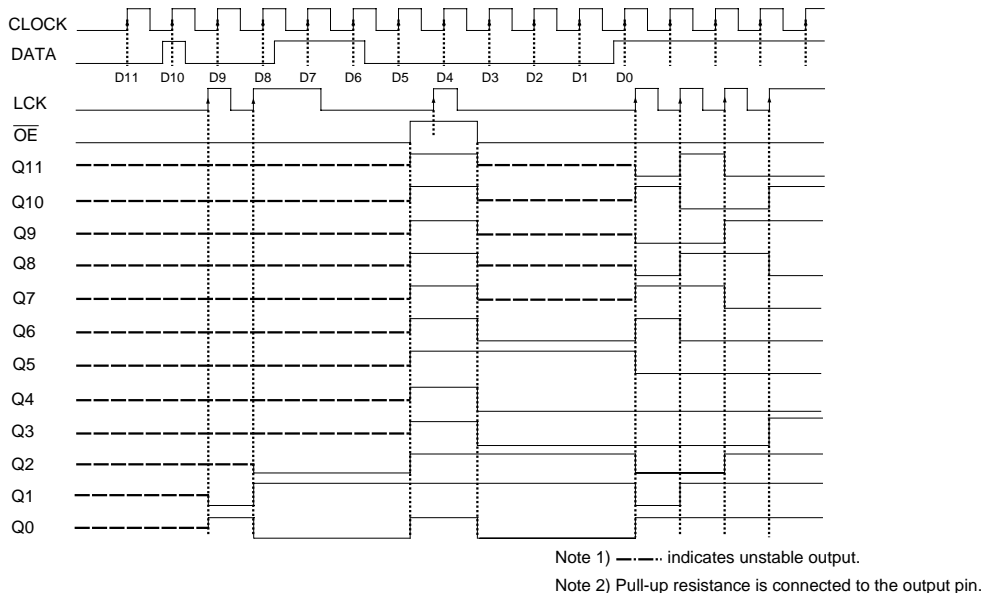 CLOCK
DATA
D11 D10 D9 D8 D7 D6 D5 D4 D3 D2 D1 D0
LCK
OE
Q11
Q10
Q9
Q8
Q7
Q6
Q5
Q4
Q3
Q2
Q1
Q0
Note 1) indicates unstable output.
Note 2) Pull-up resistance is connected to the output pin.